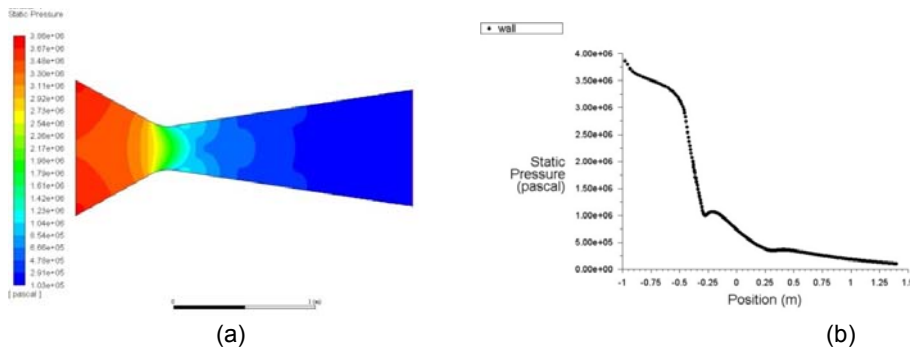 Static Pressure
3.86e+06
3.67e+06
3.48e+06
3.30e+06
3.11e+06
2.92e+06
2.73e+06
2.54e+06
2.36e+06
2.17e+06
1.98e+06
1.79e+06
1.61e+06
1.42e+06
1.23e+06
1.04e+06
8.54e+05
6.66e+05
4.78e+05
2.91e+05
1.03e+05
[ pascal ]
0
1 (m)
(a)
wall
4.00e+06
3.50e+06
3.00e+06
2.50e+06
Static
Pressure
(pascal)
2.00e+06
1.50e+06
1.00e+06
5.00e+05
0.00e+00
-1 -0.75 -0.5 -0.25 0 0.25 0.5 0.75 1 1.25 1.5
Position (m)
(b)